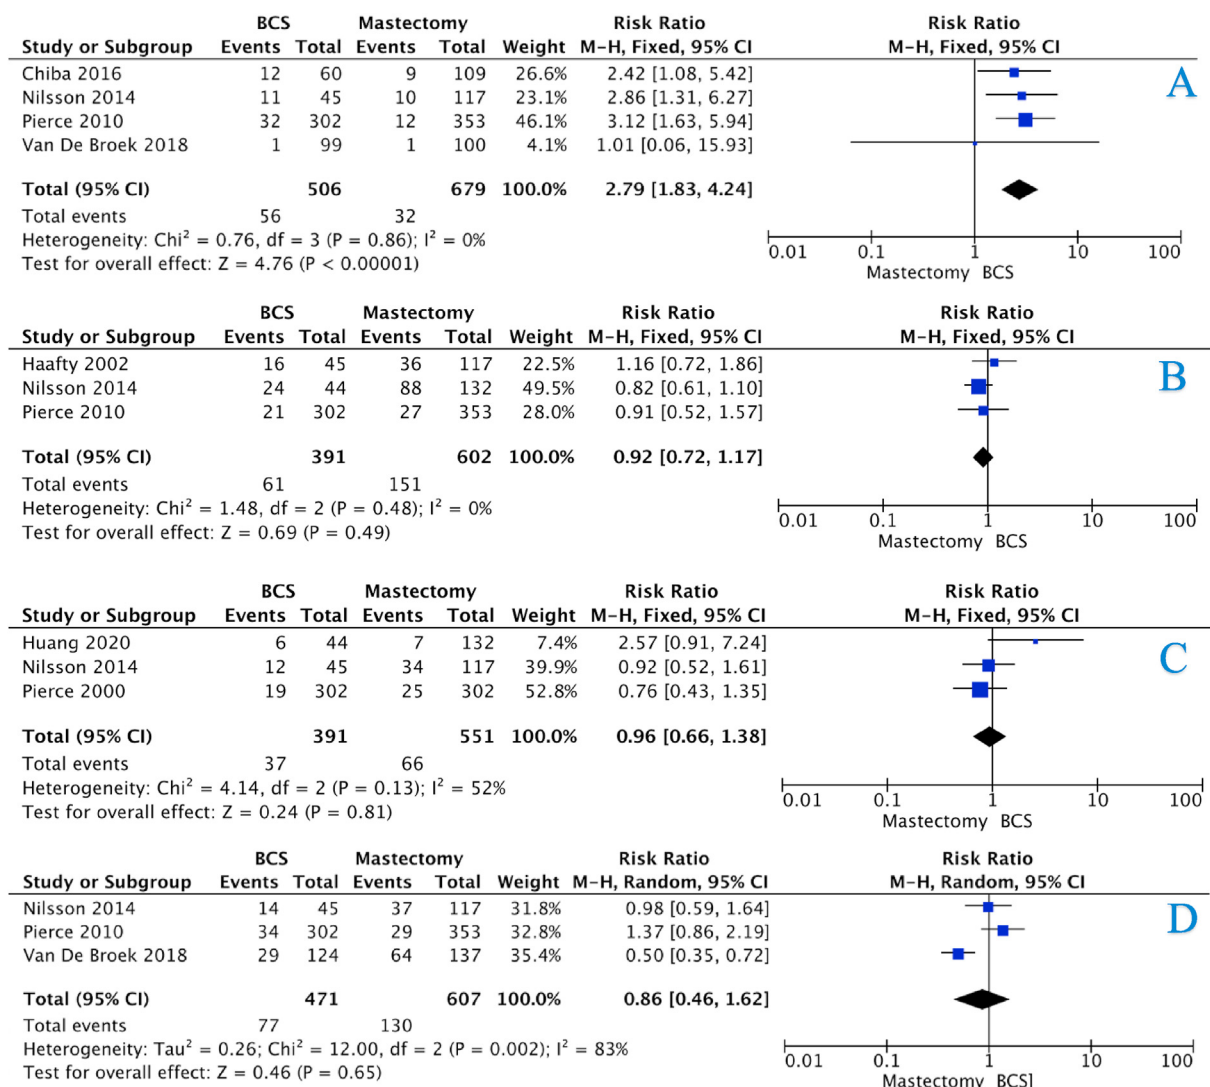 BCS Mastectomy Risk Ratio Risk Ratio
Study or Subgroup Events Total Events Total Weight M-H, Fixed, 95% CI M-H, Fixed, 95% CI
Chiba 2016 12 60 9 109 26.6% 2.42 [1.08, 5.42] A
Nilsson 2014 11 45 10 117 23.1% 2.86 [1.31, 6.27]
Pierce 2010 32 302 12 353 46.1% 3.12 [1.63, 5.94]
Van De Broek 2018 1 99 1 100 4.1% 1.01 [0.06, 15.93]
Total (95% CI) 506 679 100.0% 2.79 [1.83, 4.24]
Total events 56 32
Heterogeneity: Chi² = 0.76, df = 3 (P = 0.86); I² = 0%
Test for overall effect: Z = 4.76 (P < 0.00001)
0.01 0.1 1 10 100
Mastectomy BCS
BCS Mastectomy Risk Ratio Risk Ratio
Study or Subgroup Events Total Events Total Weight M-H, Fixed, 95% CI M-H, Fixed, 95% CI
Haafty 2002 16 45 36 117 22.5% 1.16 [0.72, 1.86] B
Nilsson 2014 24 44 88 132 49.5% 0.82 [0.61, 1.10]
Pierce 2010 21 302 27 353 28.0% 0.91 [0.52, 1.57]
Total (95% CI) 391 602 100.0% 0.92 [0.72, 1.17]
Total events 61 151
Heterogeneity: Chi² = 1.48, df = 2 (P = 0.48); I² = 0%
Test for overall effect: Z = 0.69 (P = 0.49)
0.01 0.1 1 10 100
Mastectomy BCS
BCS Mastectomy Risk Ratio Risk Ratio
Study or Subgroup Events Total Events Total Weight M-H, Fixed, 95% CI M-H, Fixed, 95% CI
Huang 2020 6 44 7 132 7.4% 2.57 [0.91, 7.24] C
Nilsson 2014 12 45 34 117 39.9% 0.92 [0.52, 1.61]
Pierce 2000 19 302 25 302 52.8% 0.76 [0.43, 1.35]
Total (95% CI) 391 551 100.0% 0.96 [0.66, 1.38]
Total events 37 66
Heterogeneity: Chi² = 4.14, df = 2 (P = 0.13); I² = 52%
Test for overall effect: Z = 0.24 (P = 0.81)
0.01 0.1 1 10 100
Mastectomy BCS
BCS Mastectomy Risk Ratio Risk Ratio
Study or Subgroup Events Total Events Total Weight M-H, Random, 95% CI M-H, Random, 95% CI
Nilsson 2014 14 45 37 117 31.8% 0.98 [0.59, 1.64] D
Pierce 2010 34 302 29 353 32.8% 1.37 [0.86, 2.19]
Van De Broek 2018 29 124 64 137 35.4% 0.50 [0.35, 0.72]
Total (95% CI) 471 607 100.0% 0.86 [0.46, 1.62]
Total events 77 130
Heterogeneity: Tau² = 0.26; Chi² = 12.00, df = 2 (P = 0.002); I² = 83%
Test for overall effect: Z = 0.46 (P = 0.65)
0.01 0.1 1 10 100
Mastectomy BCS]